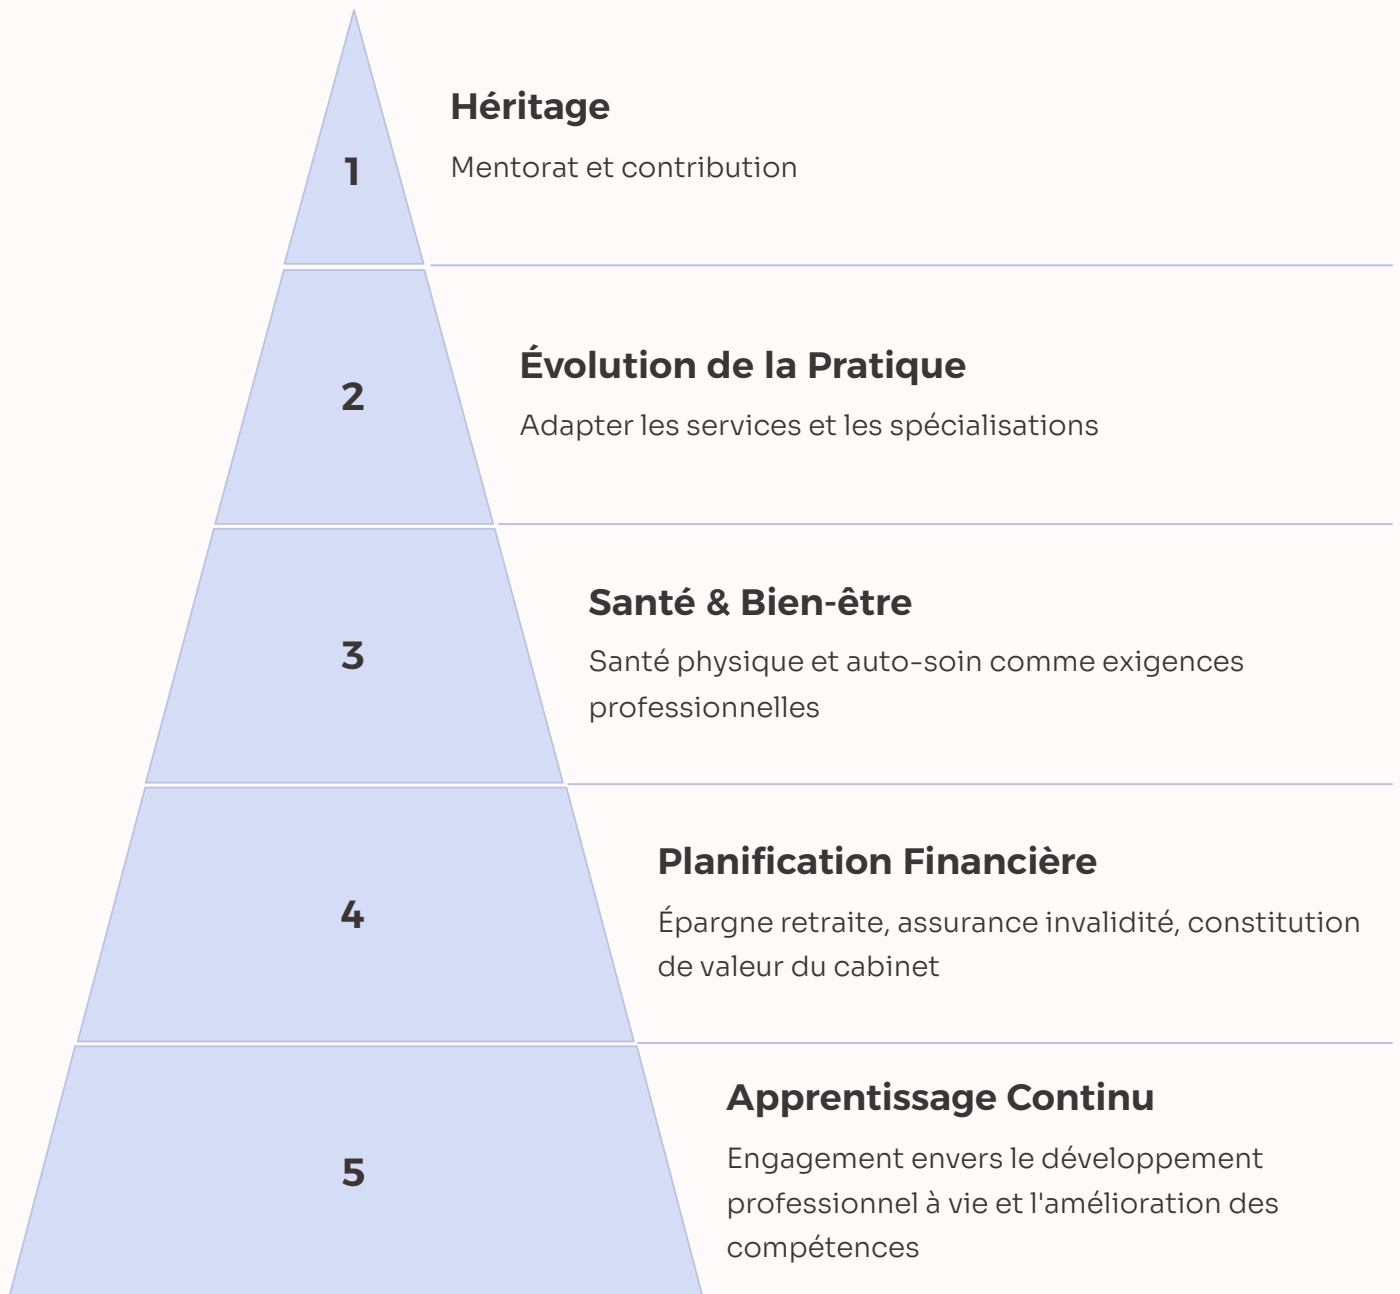 1
Héritage
Mentorat et contribution
2
Évolution de la Pratique
Adapter les services et les spécialisations
3
Santé & Bien-être
Santé physique et auto-soin comme exigences
professionnelles
4
Planification Financière
Épargne retraite, assurance invalidité, constitution
de valeur du cabinet
5
Apprentissage Continu
Engagement envers le développement
professionnel à vie et l'amélioration des
compétences